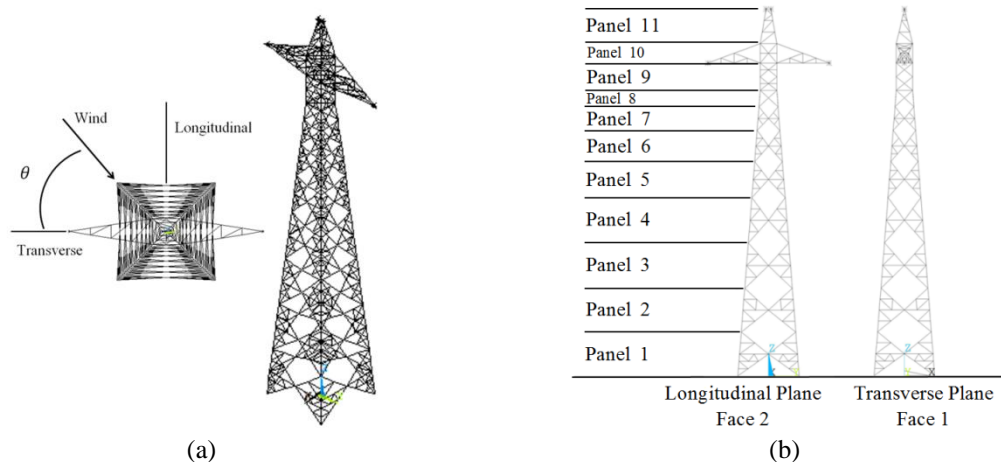 Wind
Longitudinal
θ
Transverse
Z
(a)
Panel 11
Panel 10
Panel 9
Panel 8
Panel 7
Panel 6
Panel 5
Panel 4
Panel 3
Panel 2
Panel 1
Z
Z
X
Longitudinal Plane
Face 2
Transverse Plane
Face 1
(b)